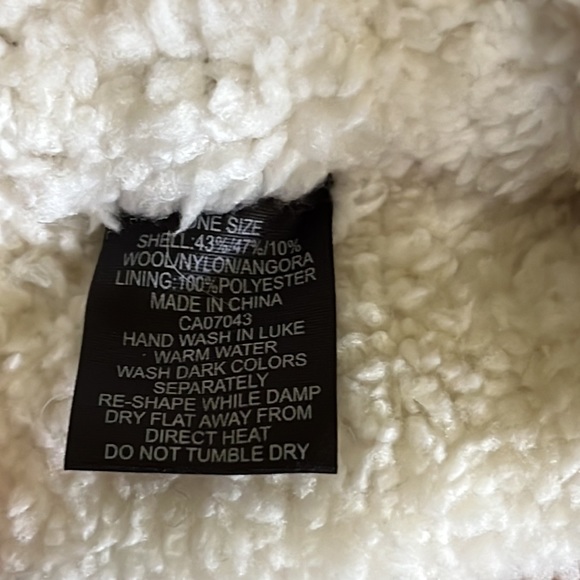 ONE SIZE
SHELL:43%/47%/10%
WOOL/NYLON/ANGORA
LINING:100%POLYESTER
MADE IN CHINA
CA07043
HAND WASH IN LUKE
WARM WATER
WASH DARK COLORS
SEPARATELY
RE-SHAPE WHILE DAMP
DRY FLAT AWAY FROM
DIRECT HEAT
DO NOT TUMBLE DRY